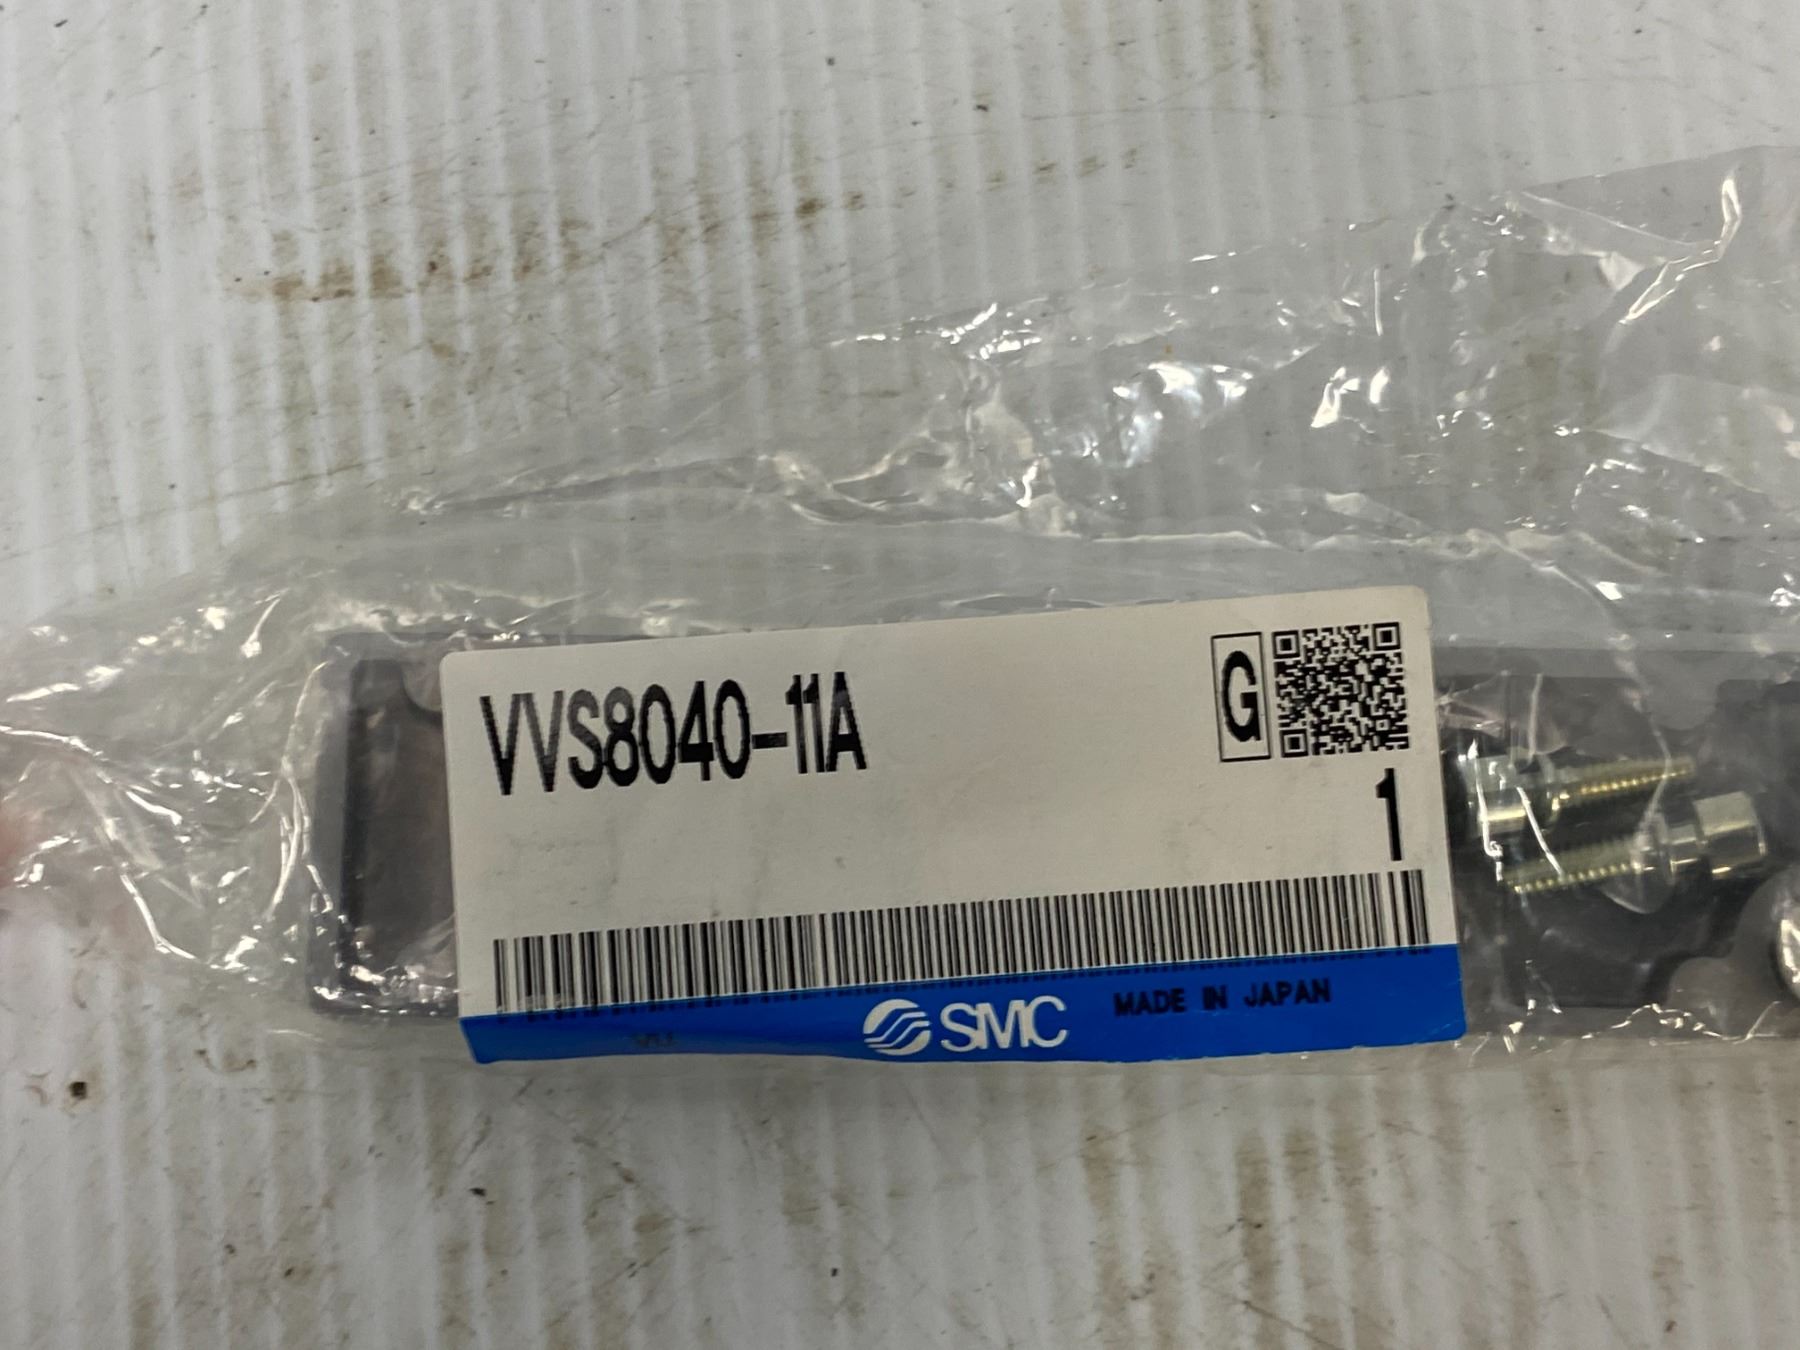 VVS8040-11A
G
1
SMC MADE IN JAPAN